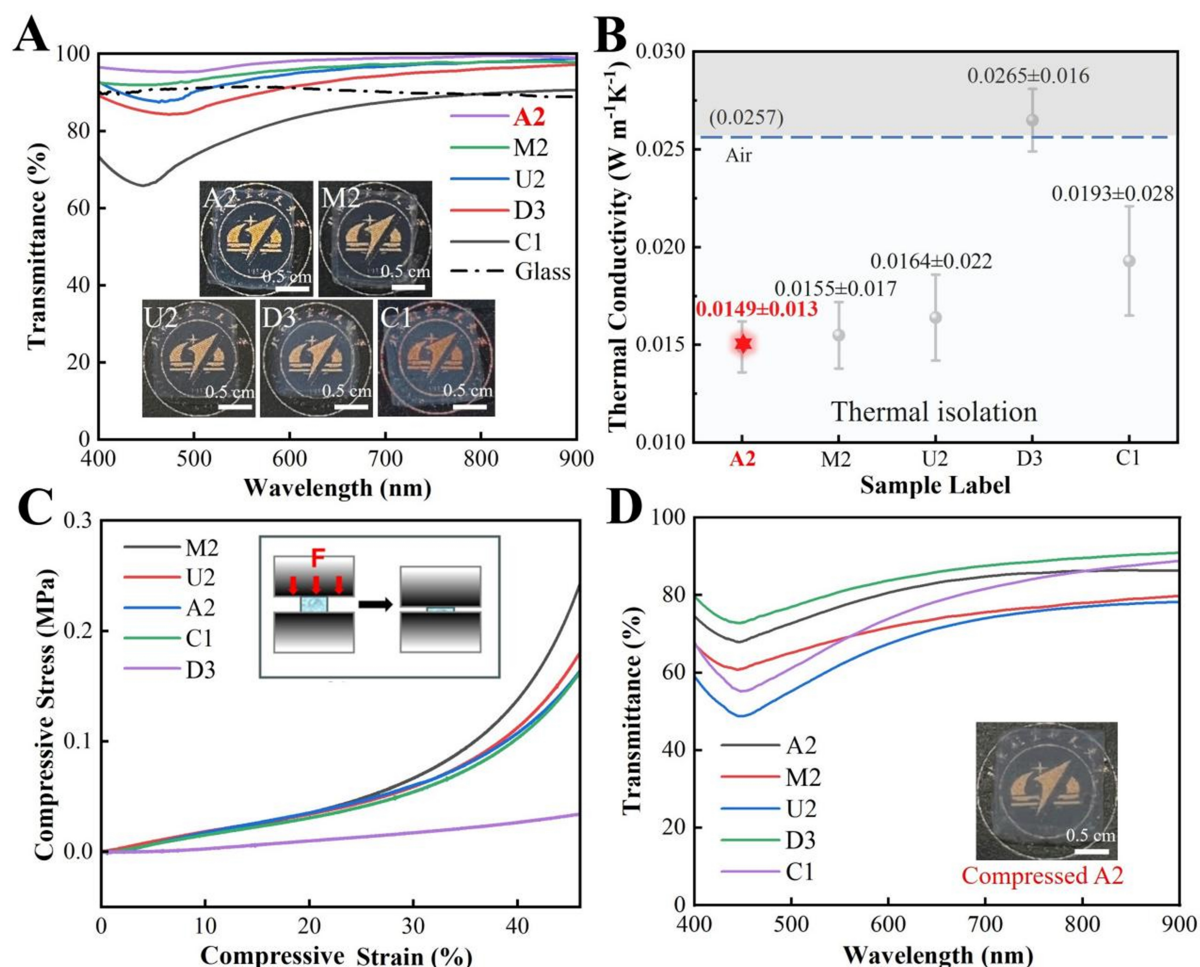 A
Transmittance (%)
100
80
60
40
20
0
400
500
600
700
800
900
Wavelength (nm)
A2
M2
U2
D3
C1
Glass
A2
0.5 cm
M2
0.5 cm
U2
0.5 cm
D3
0.5 cm
C1
0.5 cm
B
Thermal Conductivity (W m⁻¹K⁻¹)
0.030
0.025
0.020
0.015
0.010
(0.0257)
Air
0.0265±0.016
0.0193±0.028
0.0164±0.022
0.0155±0.017
0.0149±0.013
Thermal isolation
A2
M2
U2
D3
C1
Sample Label
C
Compressive Stress (MPa)
0.3
0.2
0.1
0.0
0
10
20
30
40
Compressive Strain (%)
M2
U2
A2
C1
D3
F
D
Transmittance (%)
100
80
60
40
20
0
400
500
600
700
800
900
Wavelength (nm)
A2
M2
U2
D3
C1
0.5 cm
Compressed A2